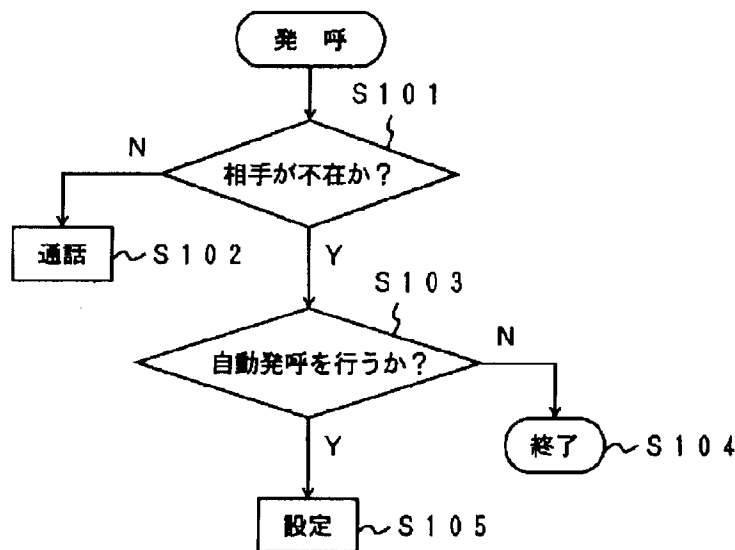 発 呼
S101
N
相手が不在か?
通話
S102
Y
S103
自動発呼を行うか?
N
Y
終了
S104
設定
S105